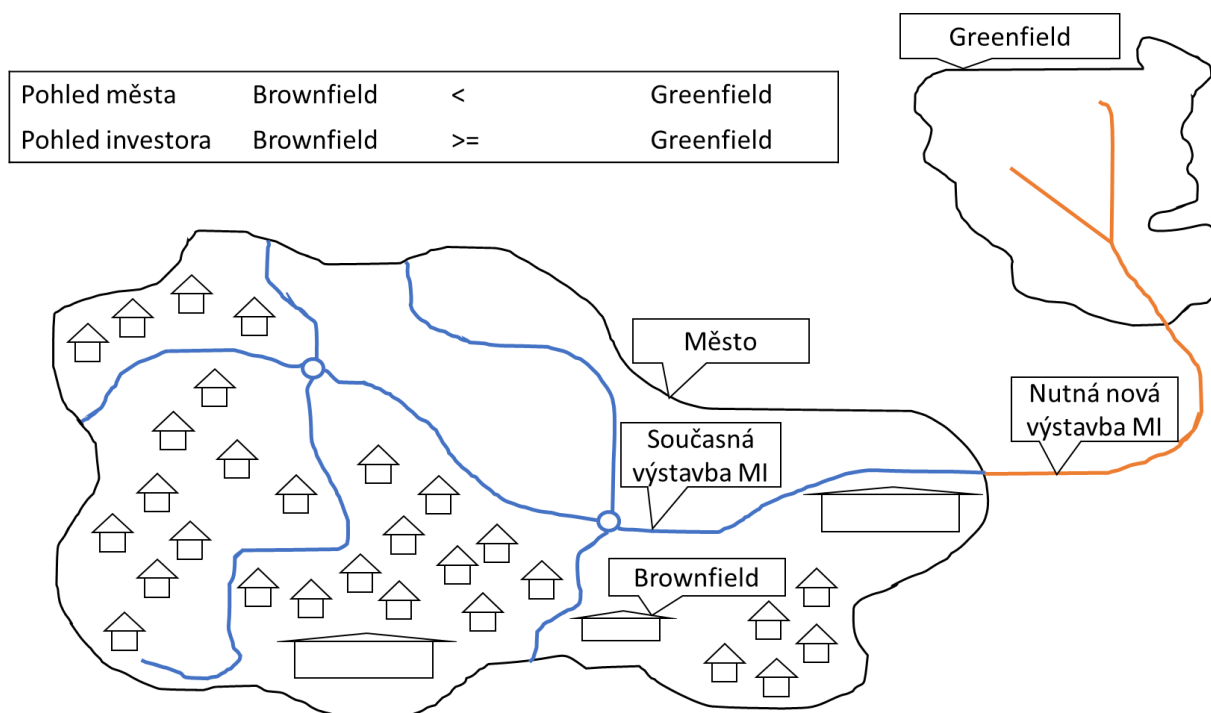 Greenfield
Pohled města Brownfield < Greenfield
Pohled investora Brownfield >= Greenfield
Město
Nutná nová
výstavba MI
Současná
výstavba MI
Brownfield